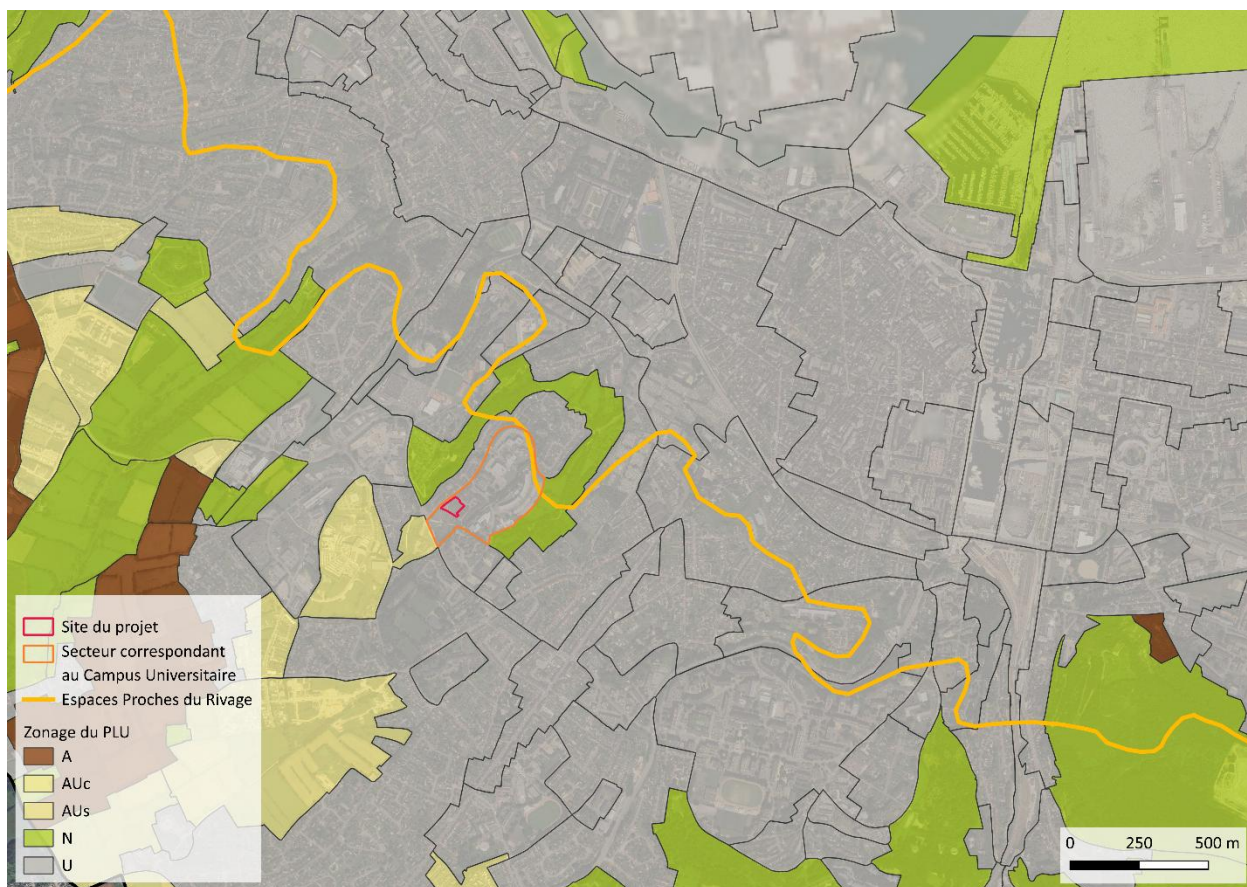 Site du projet
Secteur correspondant
au Campus Universitaire
Espaces Proches du Rivage
Zonage du PLU
A
AUc
AUs
N
U
0 250 500 m